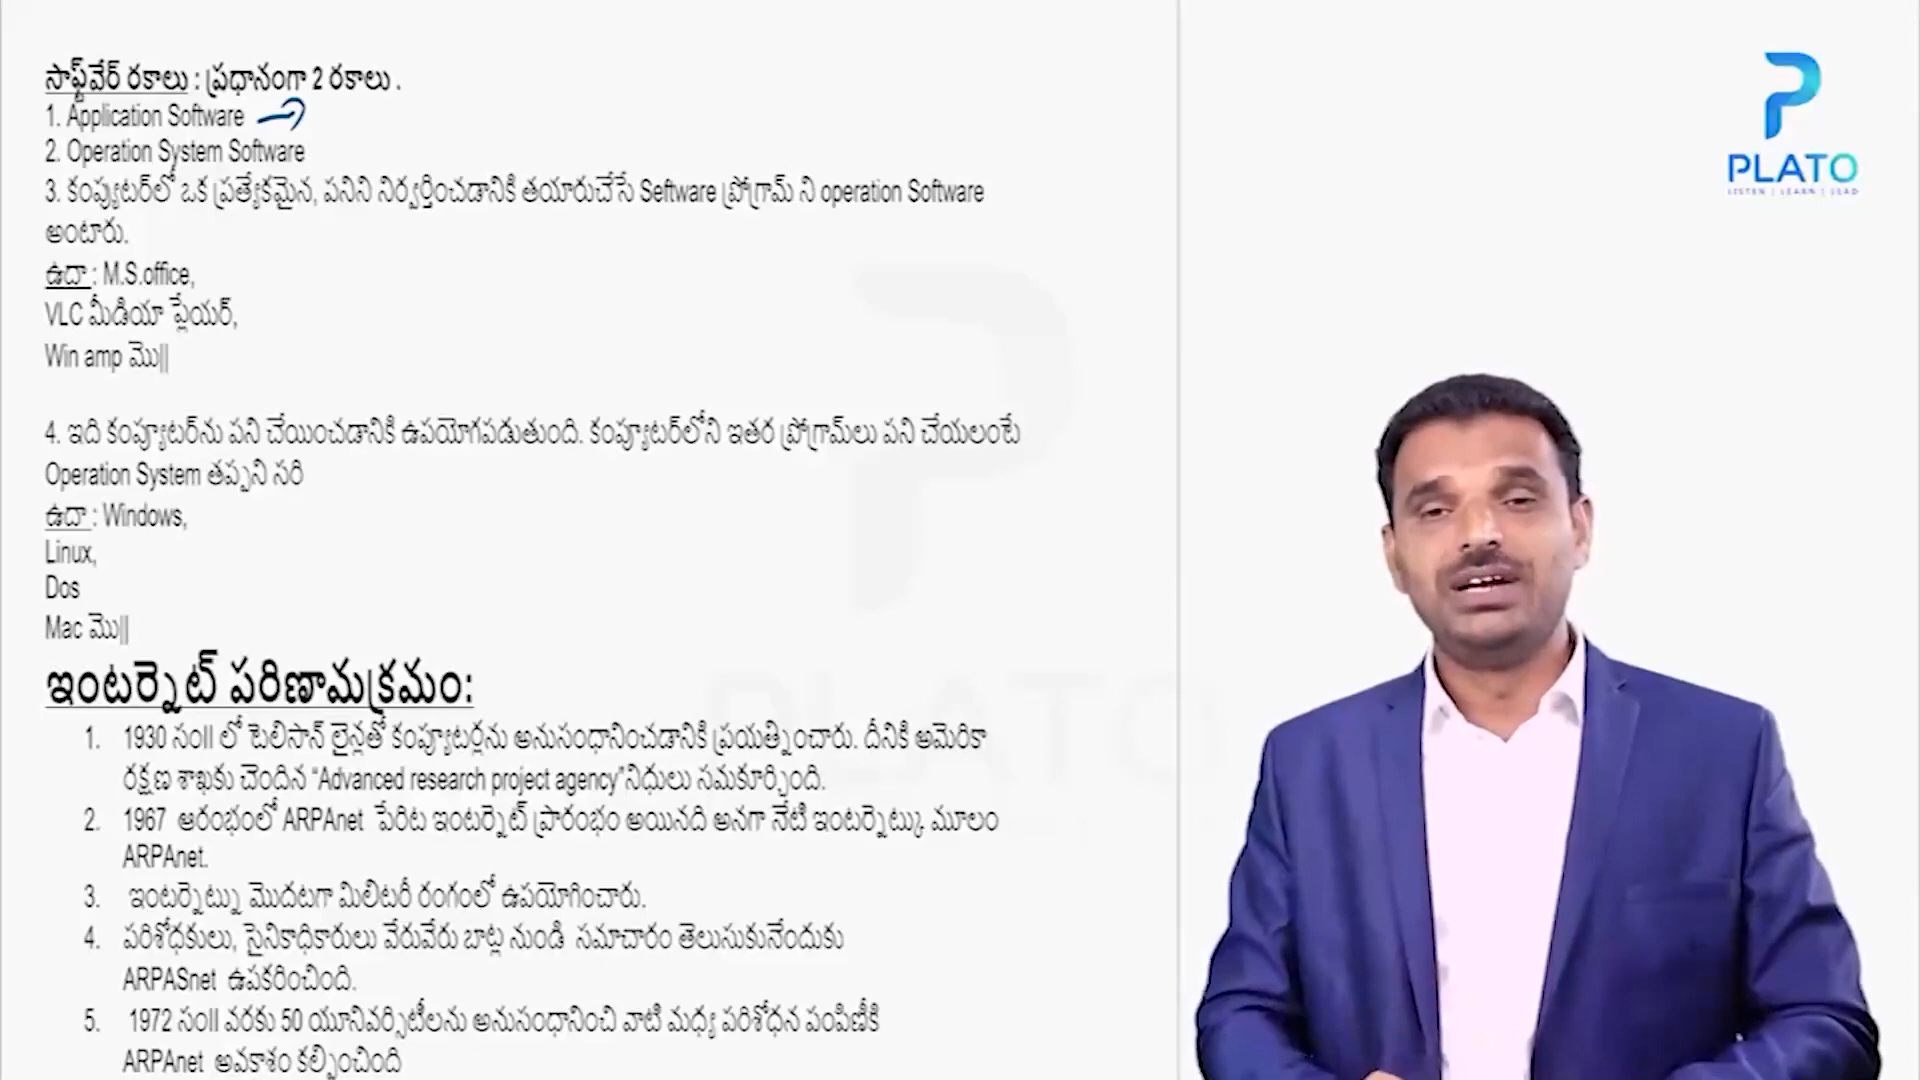 సాఫ్ట్‌వేర్ రకాలు : ప్రధానంగా 2 రకాలు .
1. Application Software
2. Operation System Software
3. కంప్యుటర్‌లో ఒక ప్రత్యేకమైన, పనిని నిర్వర్తించడానికి తయారుచేసే Seftware ప్రోగ్రామ్ ని operation Software
అంటారు.
ఉదా : M.S.office,
VLC మీడియా ప్లేయర్,
Win amp మొ||
4. ఇది కంప్యూటర్‌ను పని చేయించడానికి ఉపయోగపడుతుంది. కంప్యూటర్‌లోని ఇతర ప్రోగ్రామ్‌లు పని చేయలంటే
Operation System తప్పని సరి
ఉదా : Windows,
Linux,
Dos
Mac మొ||
ఇంటర్నెట్ పరిణామక్రమం:
1. 1930 సంII లో టెలిసాన్ లైన్లతో కంప్యూటర్లను అనుసంధానించడానికి ప్రయత్నించారు. దీనికి అమెరికా
రక్షణ శాఖకు చెందిన “Advanced research project agency”నిధులు సమకూర్చింది.
2. 1967 ఆరంభంలో ARPAnet పేరిట ఇంటర్నెట్ ప్రారంభం అయినది అనగా నేటి ఇంటర్నెట్కు మూలం
ARPAnet.
3. ఇంటర్నెట్ను మొదటగా మిలిటరీ రంగంలో ఉపయోగించారు.
4. పరిశోధకులు, సైనికాధికారులు వేరువేరు బాట్ల నుండి సమాచారం తెలుసుకునేందుకు
ARPASnet ఉపకరించింది.
5. 1972 సంII వరకు 50 యూనివర్సిటీలను అనుసంధానించి వాటి మధ్య పరిశోధన పంపిణీకి
ARPAnet అవకాశం కల్పించింది
PLATO
LISTEN | LEARN | LEAD